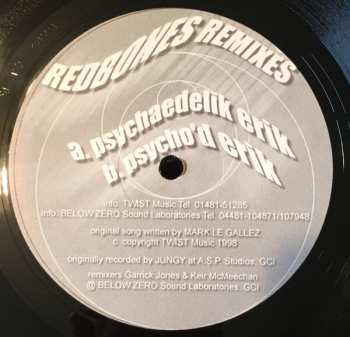 REDBONES REMIXES
a. psychaedelik erik
b. psycho'd erik
info: TWIST Music Tel. 01481-51285
info: BELOW ZERO Sound Laboratories Tel. 04481-104871/107948
original song written by MARK LE GALLEZ
c. copyright TWIST Music 1998
originally recorded by JUNGY at A.S.P. Studios, GCI
remixers Garrick Jones & Keir McMeechan
@ BELOW ZERO Sound Laboratories, GCI